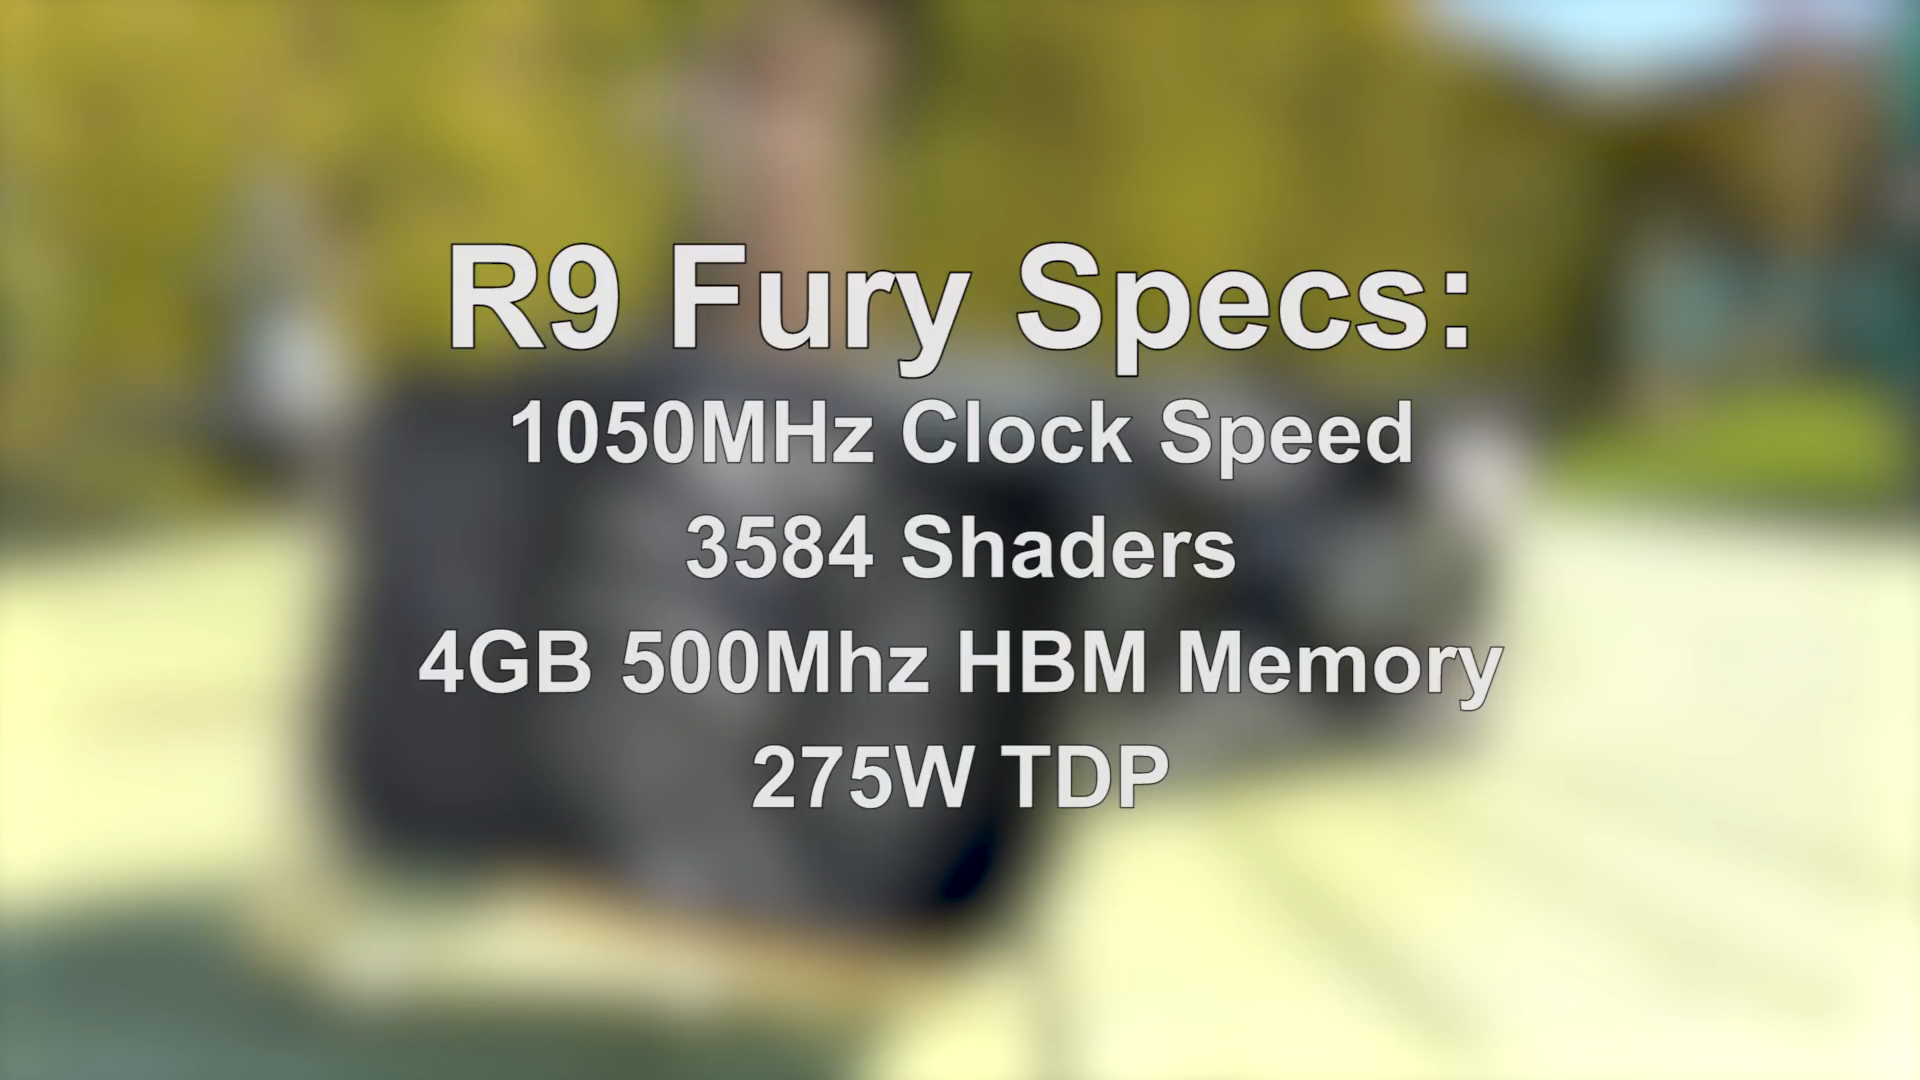 R9 Fury Specs:
1050MHz Clock Speed
3584 Shaders
4GB 500Mhz HBM Memory
275W TDP